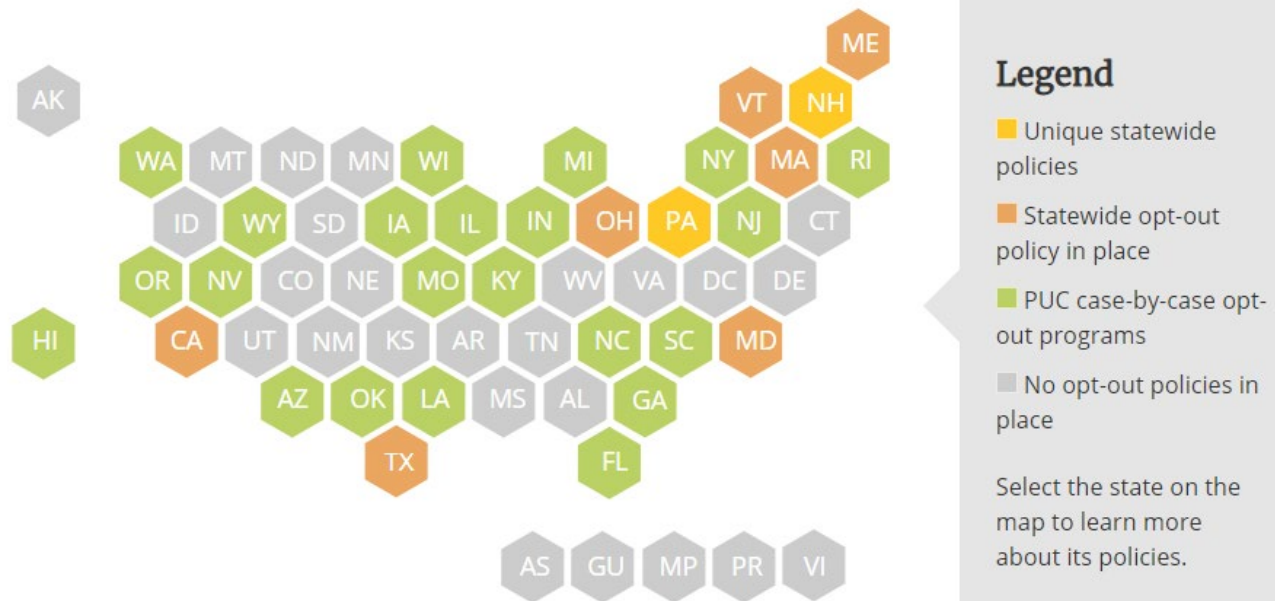 ME
AK
VT NH
WA MT ND MN WI MI NY MA RI
ID WY SD IA IL IN OH PA NJ CT
OR NV CO NE MO KY WV VA DC DE
HI CA UT NM KS AR TN NC SC MD
AZ OK LA MS AL GA
TX FL
AS GU MP PR VI
Legend
Unique statewide
policies
Statewide opt-out
policy in place
PUC case-by-case opt-
out programs
No opt-out policies in
place
Select the state on the
map to learn more
about its policies.